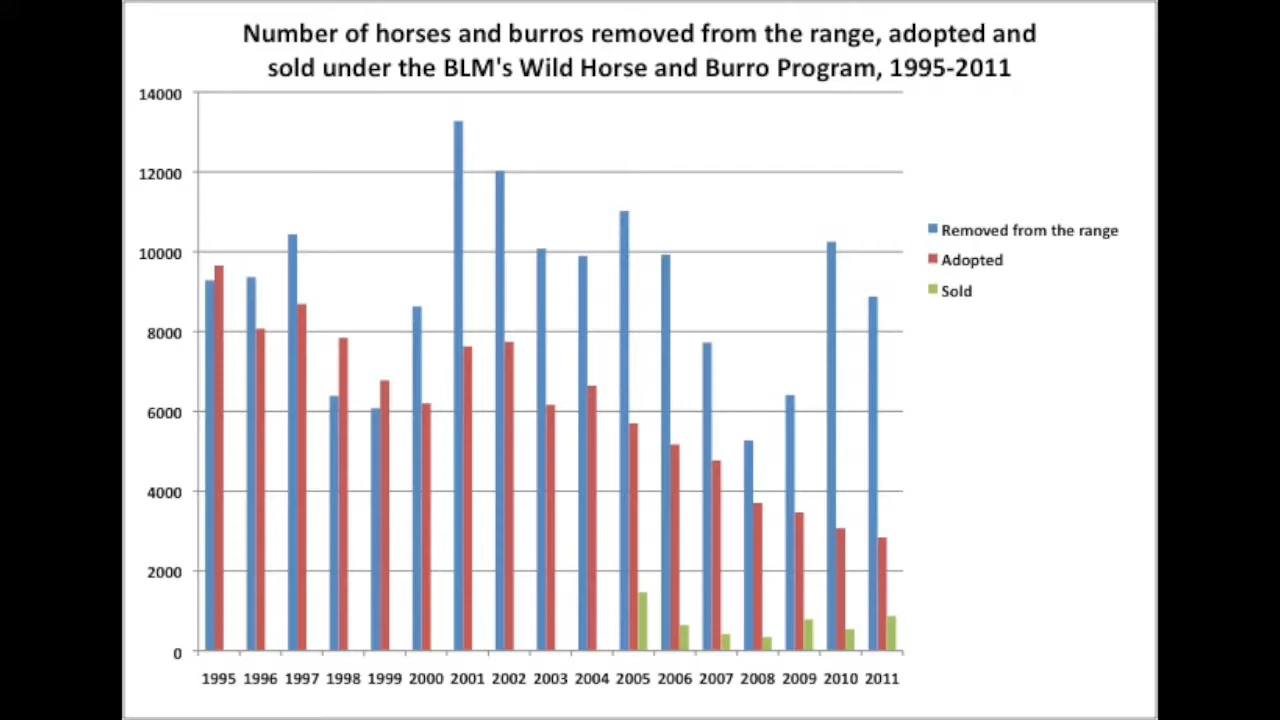 Number of horses and burros removed from the range, adopted and
sold under the BLM's Wild Horse and Burro Program, 1995-2011
14000
12000
10000
8000
6000
4000
2000
0
1995 1996 1997 1998 1999 2000 2001 2002 2003 2004 2005 2006 2007 2008 2009 2010 2011
Removed from the range
Adopted
Sold